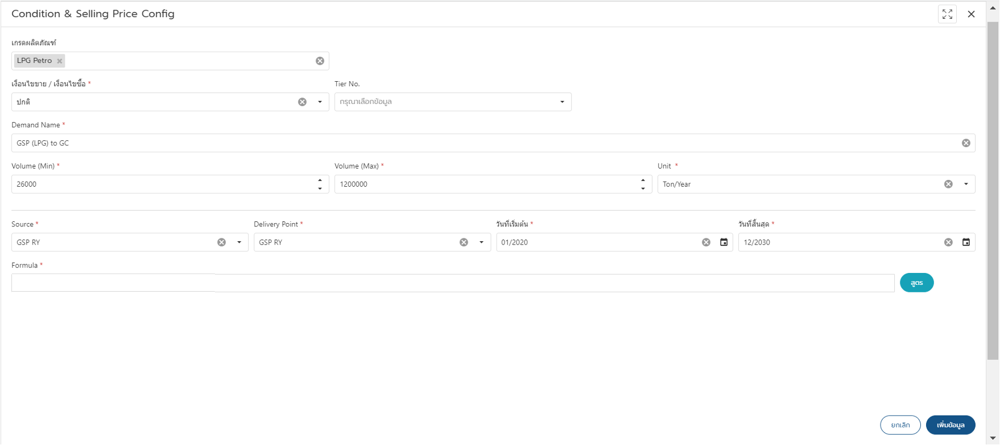 Condition & Selling Price Config
เกรดผลิตภัณฑ์
LPG Petro
เงื่อนไขขาย / เงื่อนไขซื้อ *
Tier No.
ปกติ
กรุณาเลือกข้อมูล
Demand Name *
GSP (LPG) to GC
Volume (Min) *
Volume (Max) *
Unit *
26000
1200000
Ton/Year
Source *
Delivery Point *
วันที่เริ่มต้น *
วันที่สิ้นสุด *
GSP RY
GSP RY
01/2020
12/2030
Formula *
สูตร
ยกเลิก
เพิ่มข้อมูล